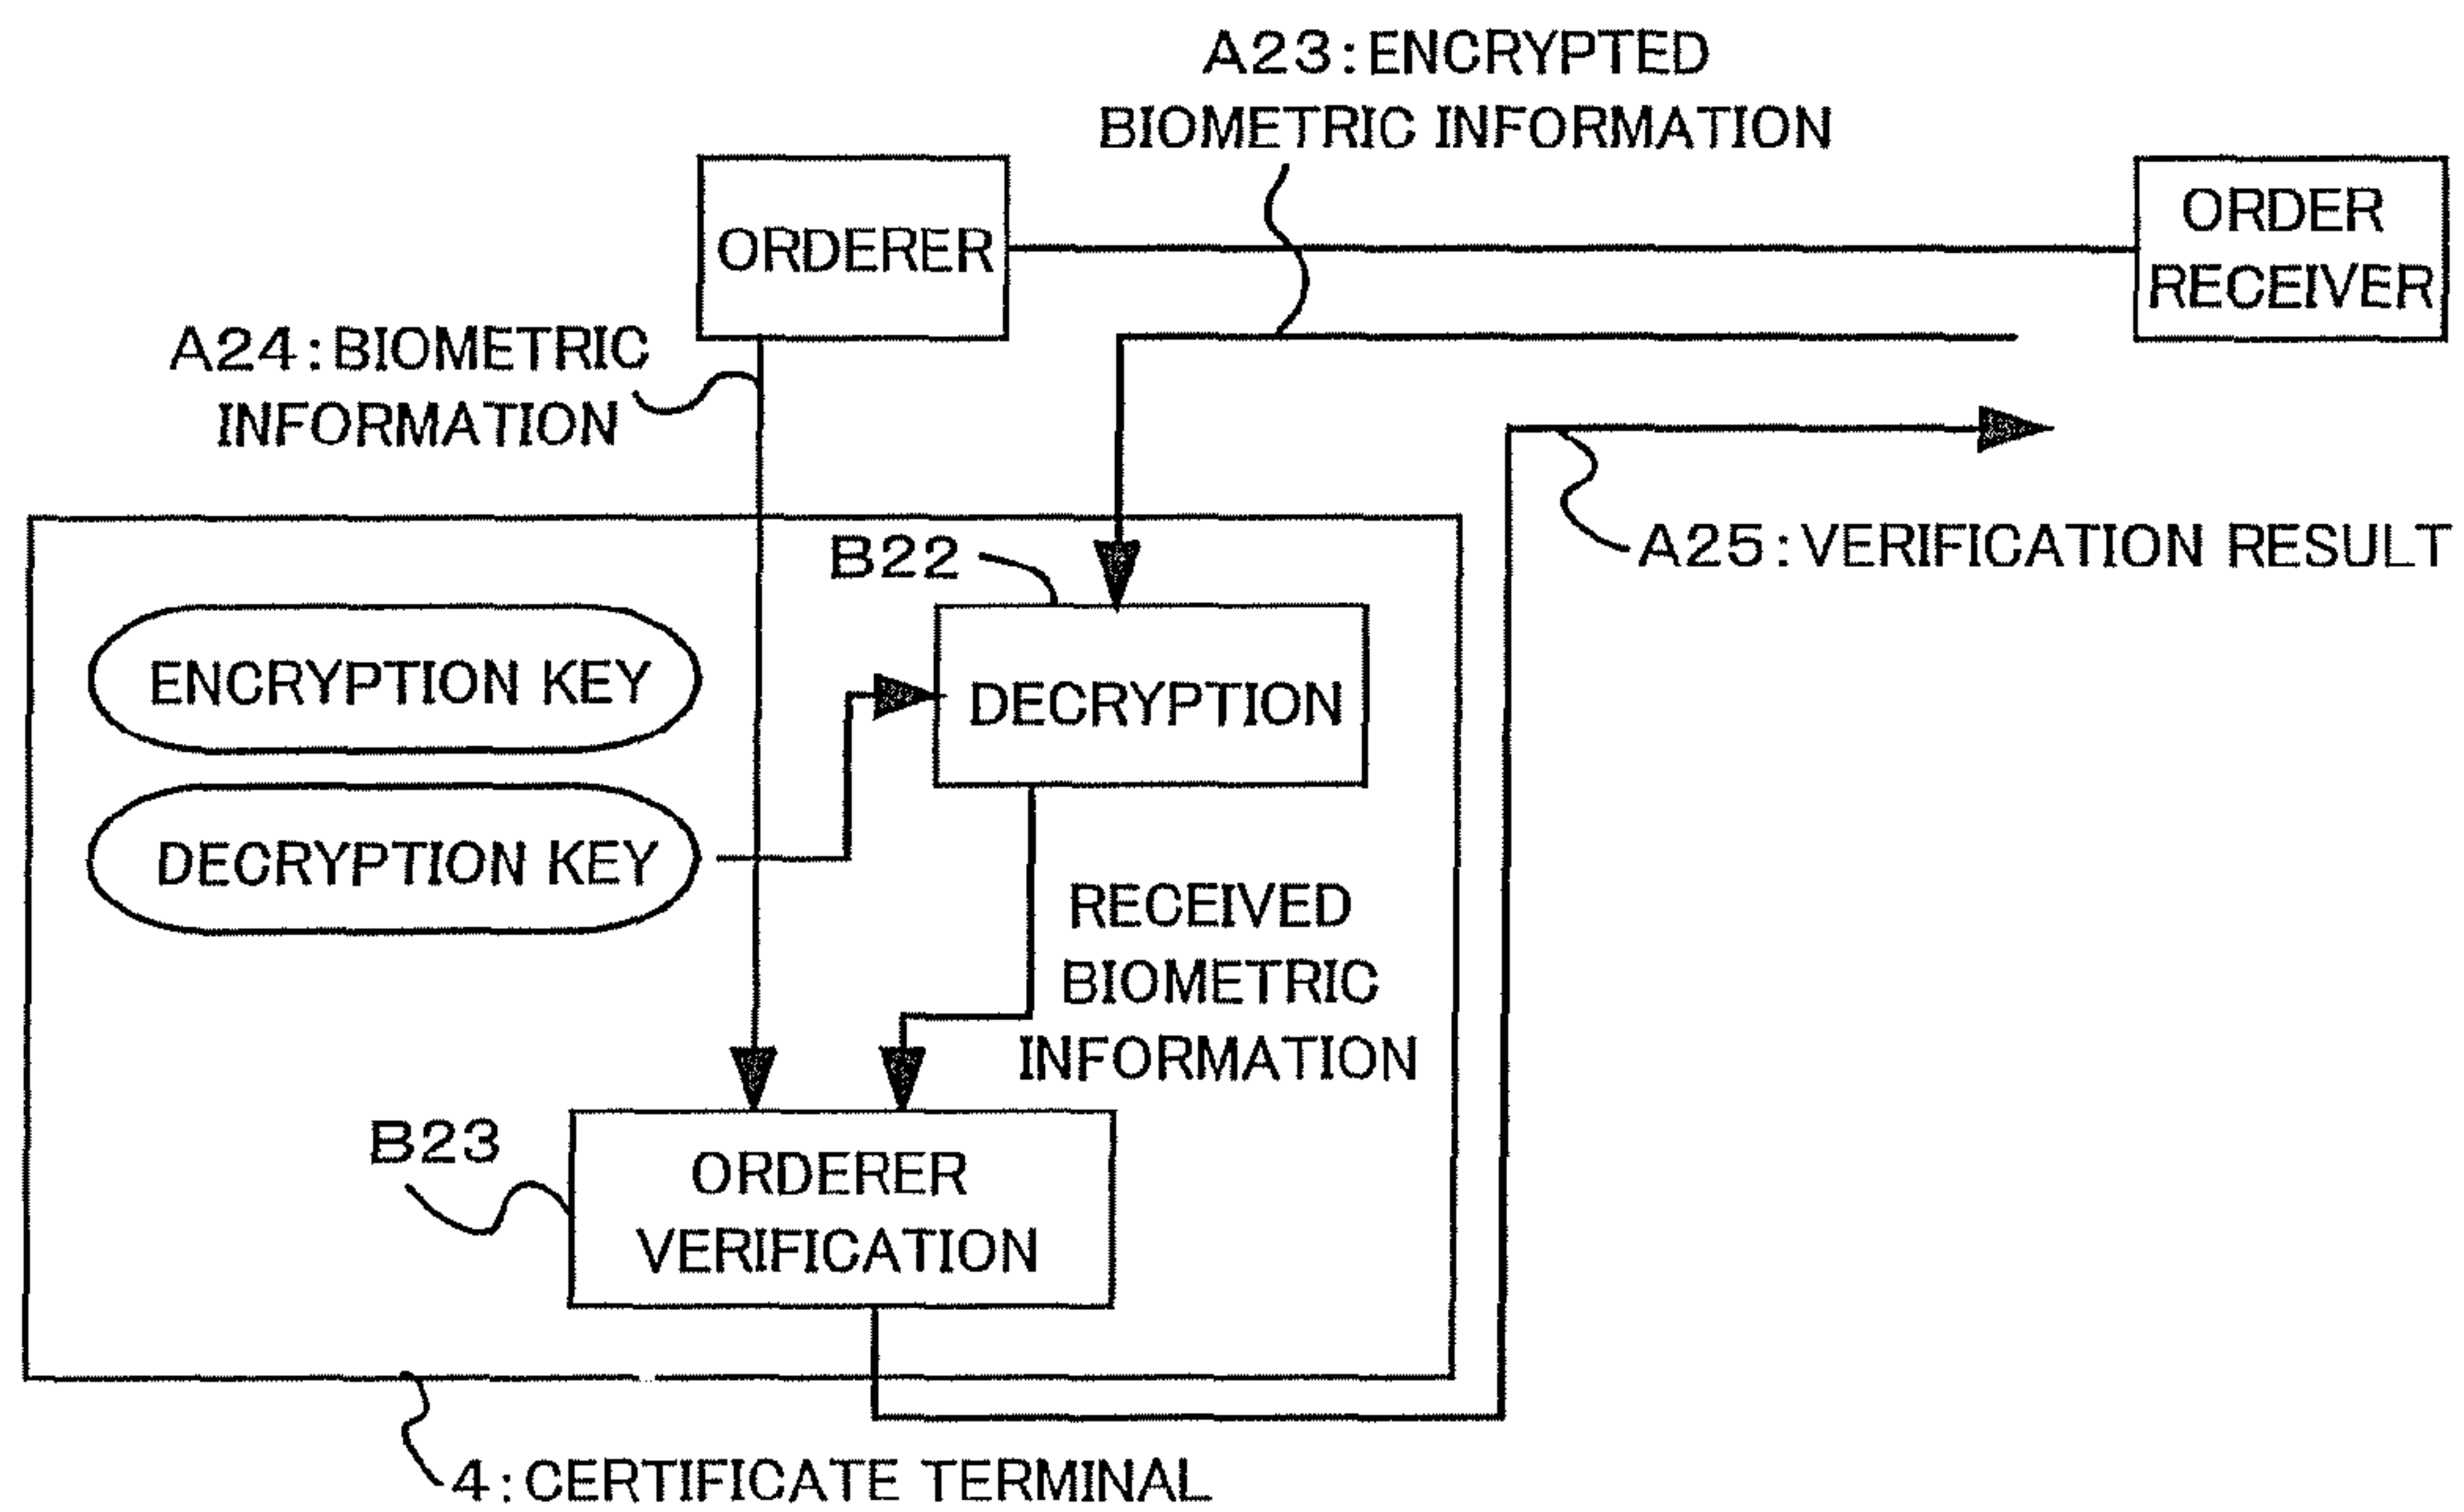 A23:ENCRYPTED
BIOMETRIC INFORMATION
ORDERER
ORDER
RECEIVER
A24:BIOMETRIC
INFORMATION
A25:VERIFICATION RESULT
B22
ENCRYPTION KEY
DECRYPTION
DECRYPTION KEY
RECEIVED
BIOMETRIC
INFORMATION
B23
ORDERER
VERIFICATION
4:CERTIFICATE TERMINAL